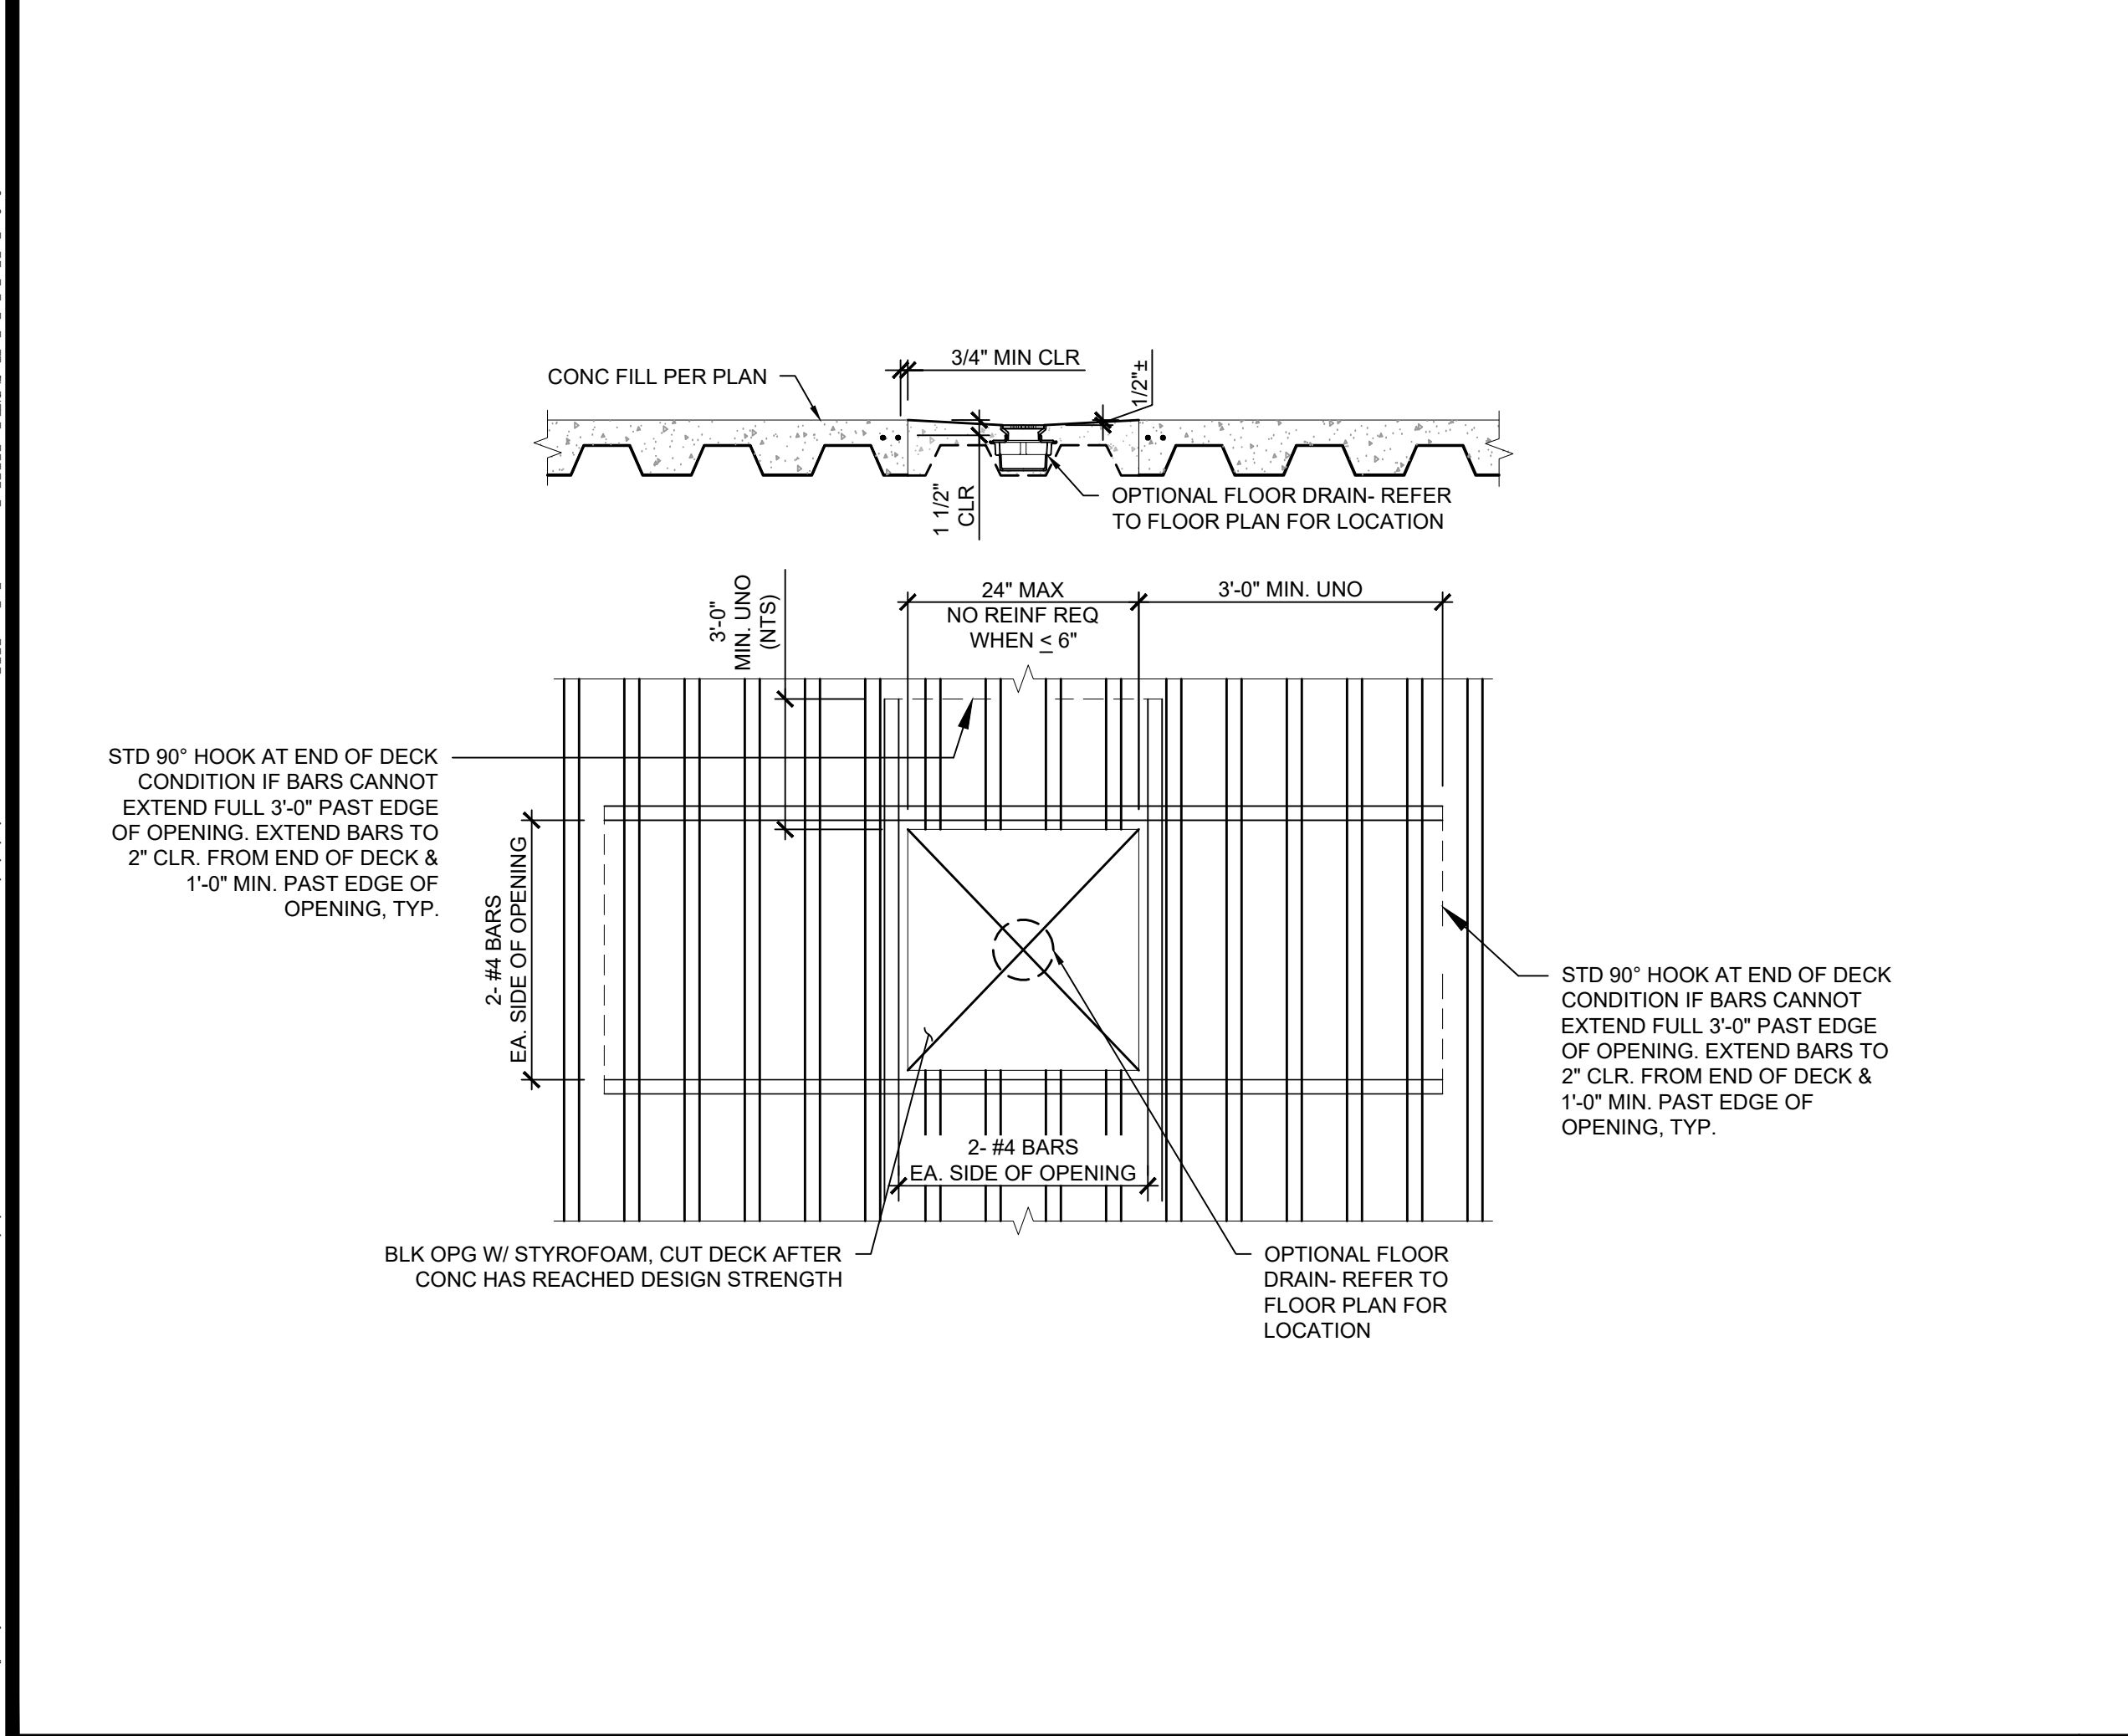 3/4" MIN CLR
1/2"±
CONC FILL PER PLAN
1 1/2"
CLR
OPTIONAL FLOOR DRAIN- REFER
TO FLOOR PLAN FOR LOCATION
3'-0"
MIN. UNO
(NTS)
24" MAX
NO REINF REQ
WHEN ≤ 6"
3'-0" MIN. UNO
STD 90° HOOK AT END OF DECK
CONDITION IF BARS CANNOT
EXTEND FULL 3'-0" PAST EDGE
OF OPENING. EXTEND BARS TO
2" CLR. FROM END OF DECK &
1'-0" MIN. PAST EDGE OF
OPENING, TYP.
2- #4 BARS
EA. SIDE OF OPENING
STD 90° HOOK AT END OF DECK
CONDITION IF BARS CANNOT
EXTEND FULL 3'-0" PAST EDGE
OF OPENING. EXTEND BARS TO
2" CLR. FROM END OF DECK &
1'-0" MIN. PAST EDGE OF
OPENING, TYP.
2- #4 BARS
EA. SIDE OF OPENING
BLK OPG W/ STYROFOAM, CUT DECK AFTER
CONC HAS REACHED DESIGN STRENGTH
OPTIONAL FLOOR
DRAIN- REFER TO
FLOOR PLAN FOR
LOCATION